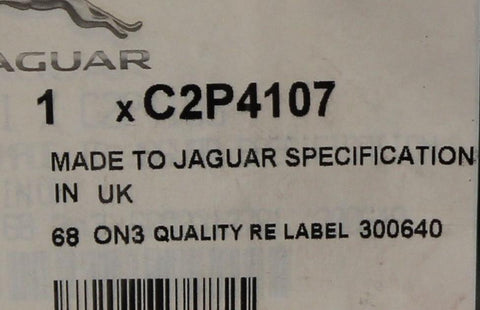 JAGUAR
1 x C2P4107
MADE TO JAGUAR SPECIFICATION
IN UK
68 ON3 QUALITY RE LABEL 300640